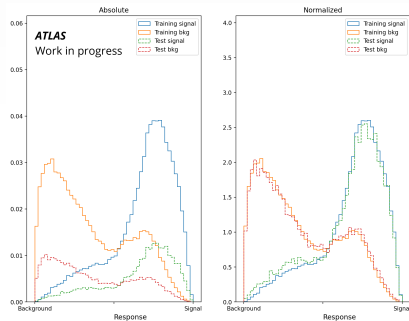 Absolute
Training signal
Training bkg
Test signal
Test bkg
ATLAS
Work in progress
0.06
0.05
0.04
0.03
0.02
0.01
0.00
Background
Signal
Response
Normalized
Training signal
Training bkg
Test signal
Test bkg
4.0
3.5
3.0
2.5
2.0
1.5
1.0
0.5
0.0
Background
Signal
Response